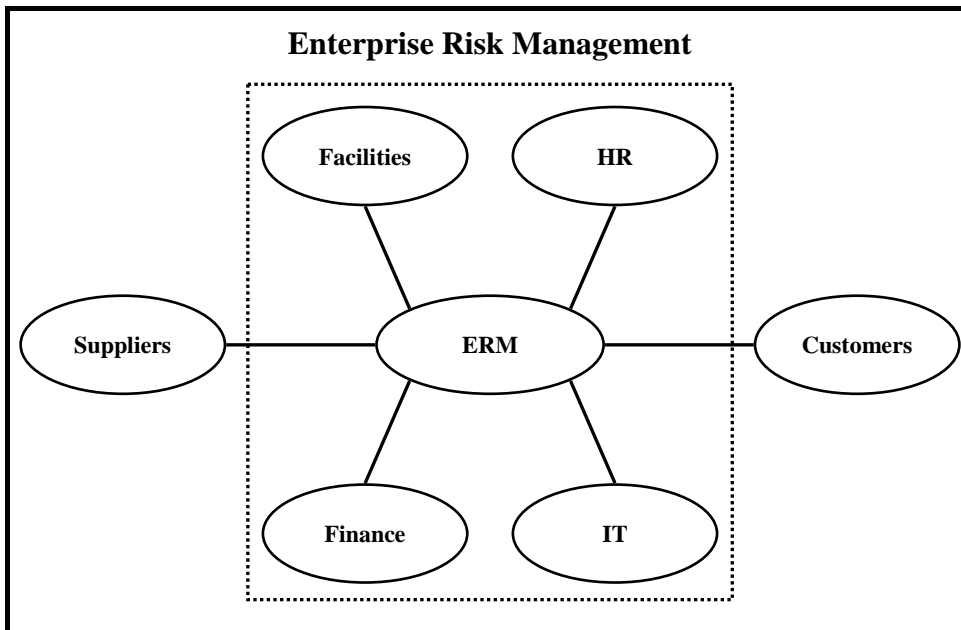 Enterprise Risk Management
Facilities
HR
Suppliers
ERM
Customers
Finance
IT